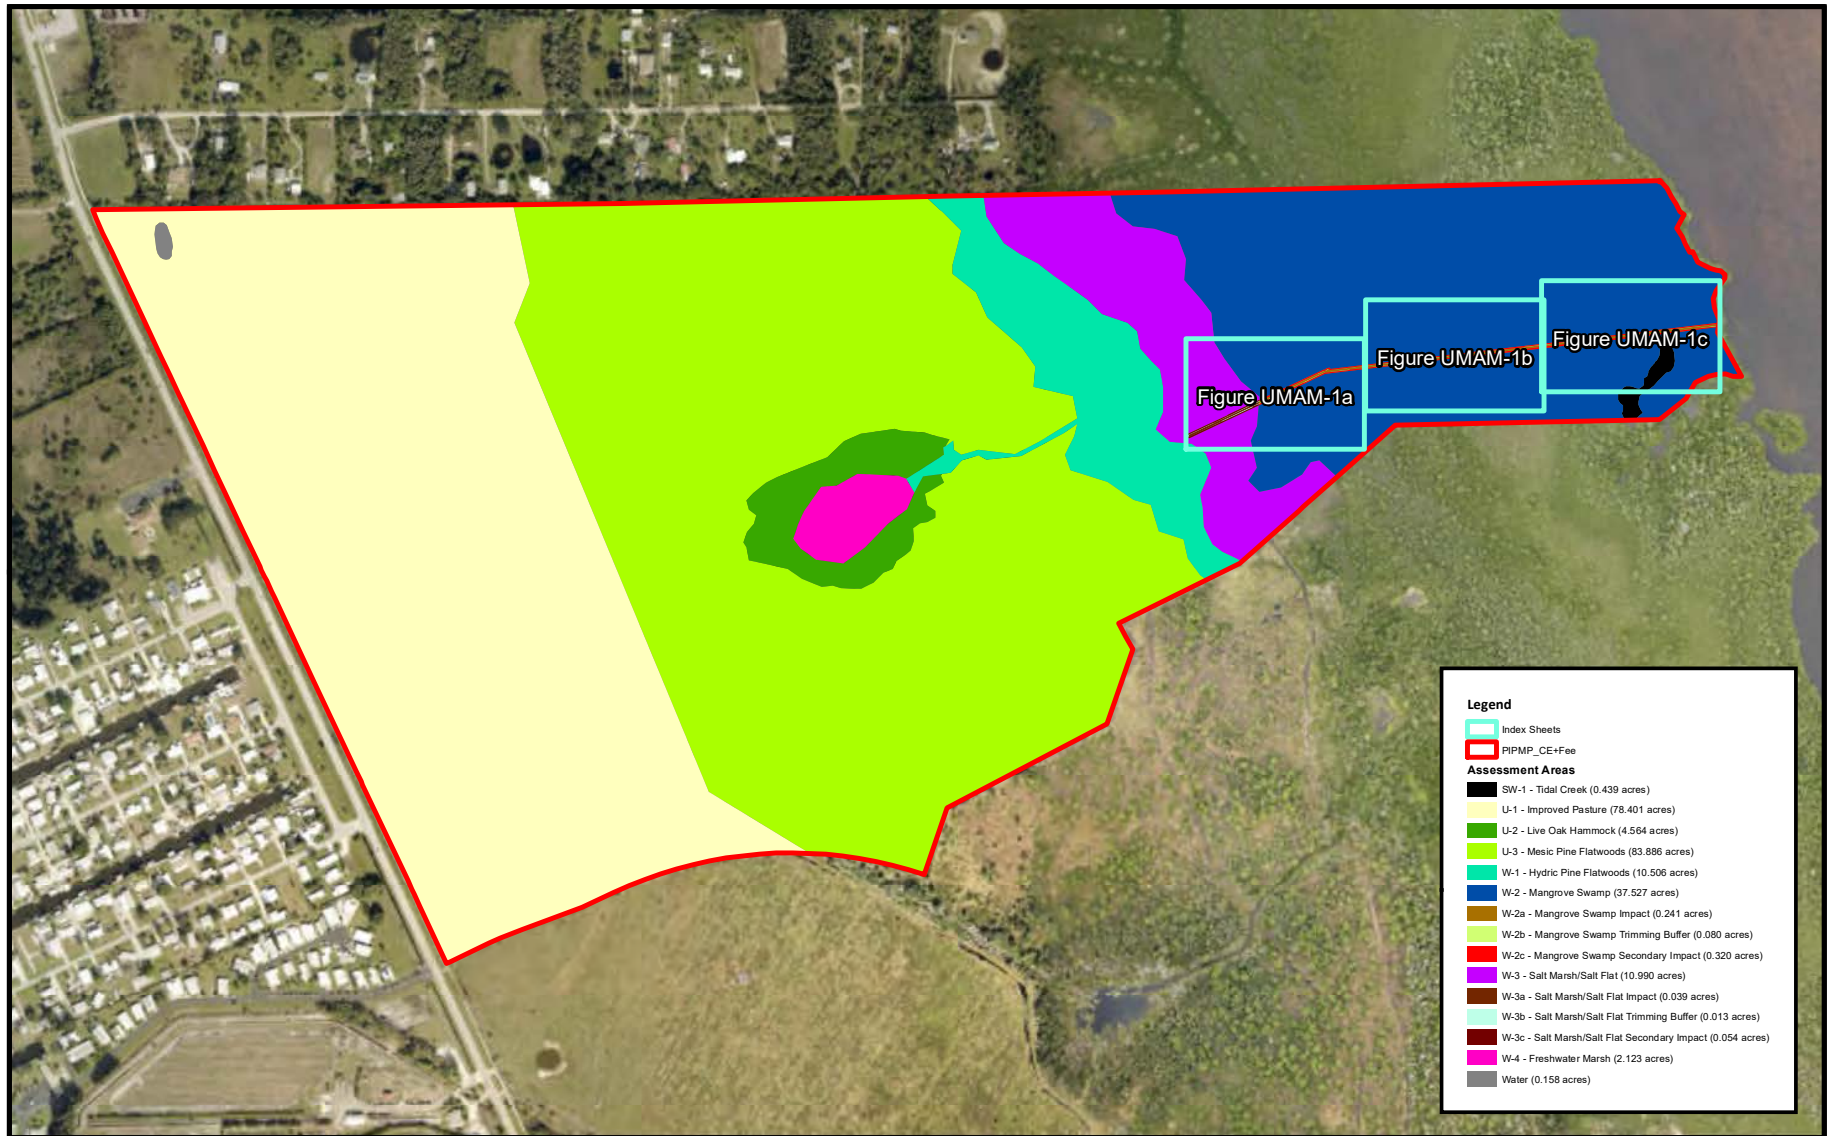 Figure UMAM-1a
Figure UMAM-1b
Figure UMAM-1c
Legend
Index Sheets
PIPMP_CE+Fee
Assessment Areas
SW-1 - Tidal Creek (0.439 acres)
U-1 - Improved Pasture (78.401 acres)
U-2 - Live Oak Hammock (4.564 acres)
U-3 - Mesic Pine Flatwoods (83.886 acres)
W-1 - Hydric Pine Flatwoods (10.506 acres)
W-2 - Mangrove Swamp (37.527 acres)
W-2a - Mangrove Swamp Impact (0.241 acres)
W-2b - Mangrove Swamp Trimming Buffer (0.080 acres)
W-2c - Mangrove Swamp Secondary Impact (0.320 acres)
W-3 - Salt Marsh/Salt Flat (10.990 acres)
W-3a - Salt Marsh/Salt Flat Impact (0.039 acres)
W-3b - Salt Marsh/Salt Flat Trimming Buffer (0.013 acres)
W-3c - Salt Marsh/Salt Flat Secondary Impact (0.054 acres)
W-4 - Freshwater Marsh (2.123 acres)
Water (0.158 acres)